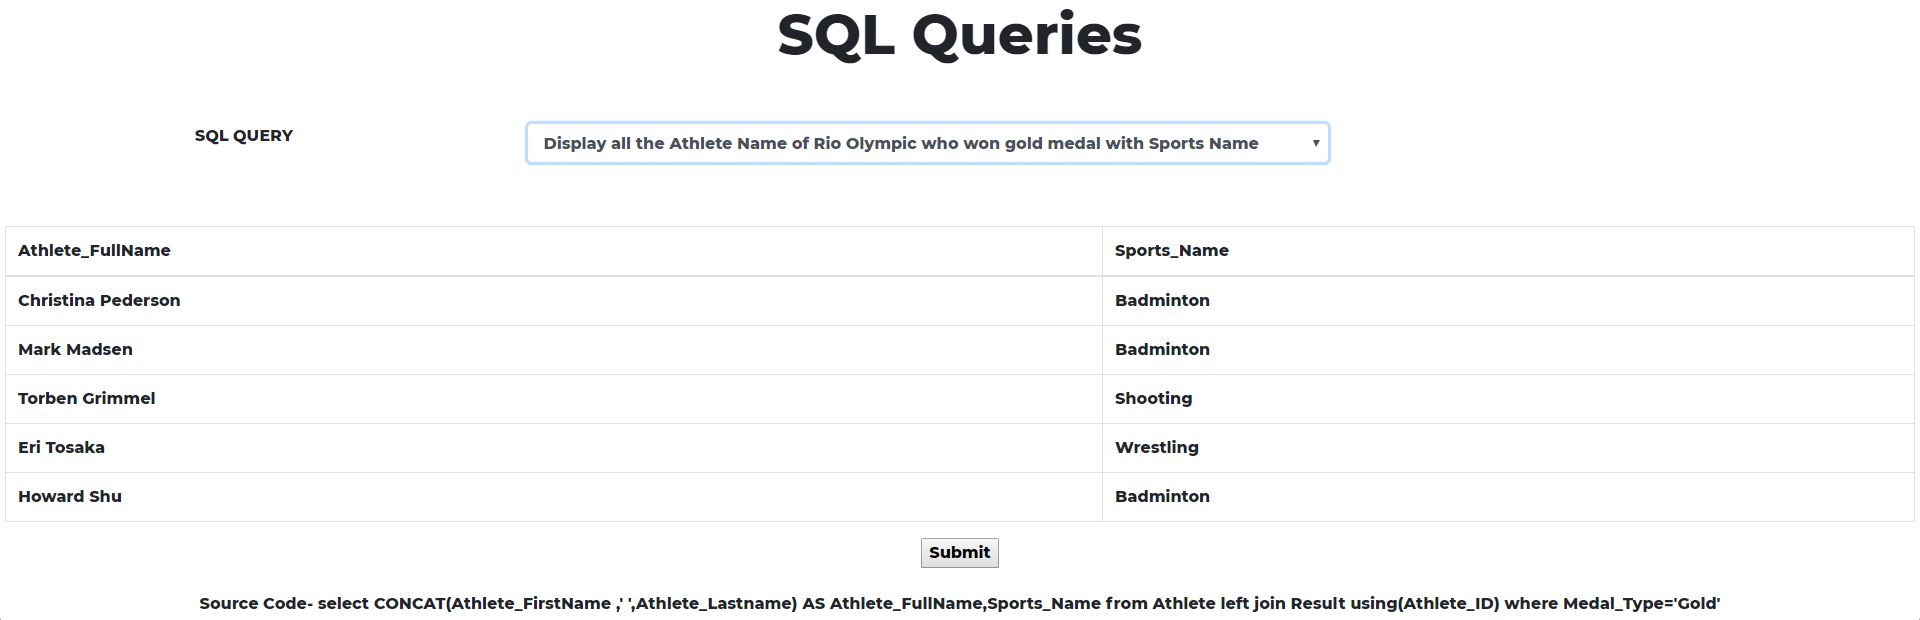 SQL Queries
SQL QUERY
Display all the Athlete Name of Rio Olympic who won gold medal with Sports Name
Athlete_FullName Sports_Name
Christina Pederson Badminton
Mark Madsen Badminton
Torben Grimmel Shooting
Eri Tosaka Wrestling
Howard Shu Badminton
Submit
Source Code- select CONCAT(Athlete_FirstName ,' ',Athlete_Lastname) AS Athlete_FullName,Sports_Name from Athlete left join Result using(Athlete_ID) where Medal_Type='Gold'